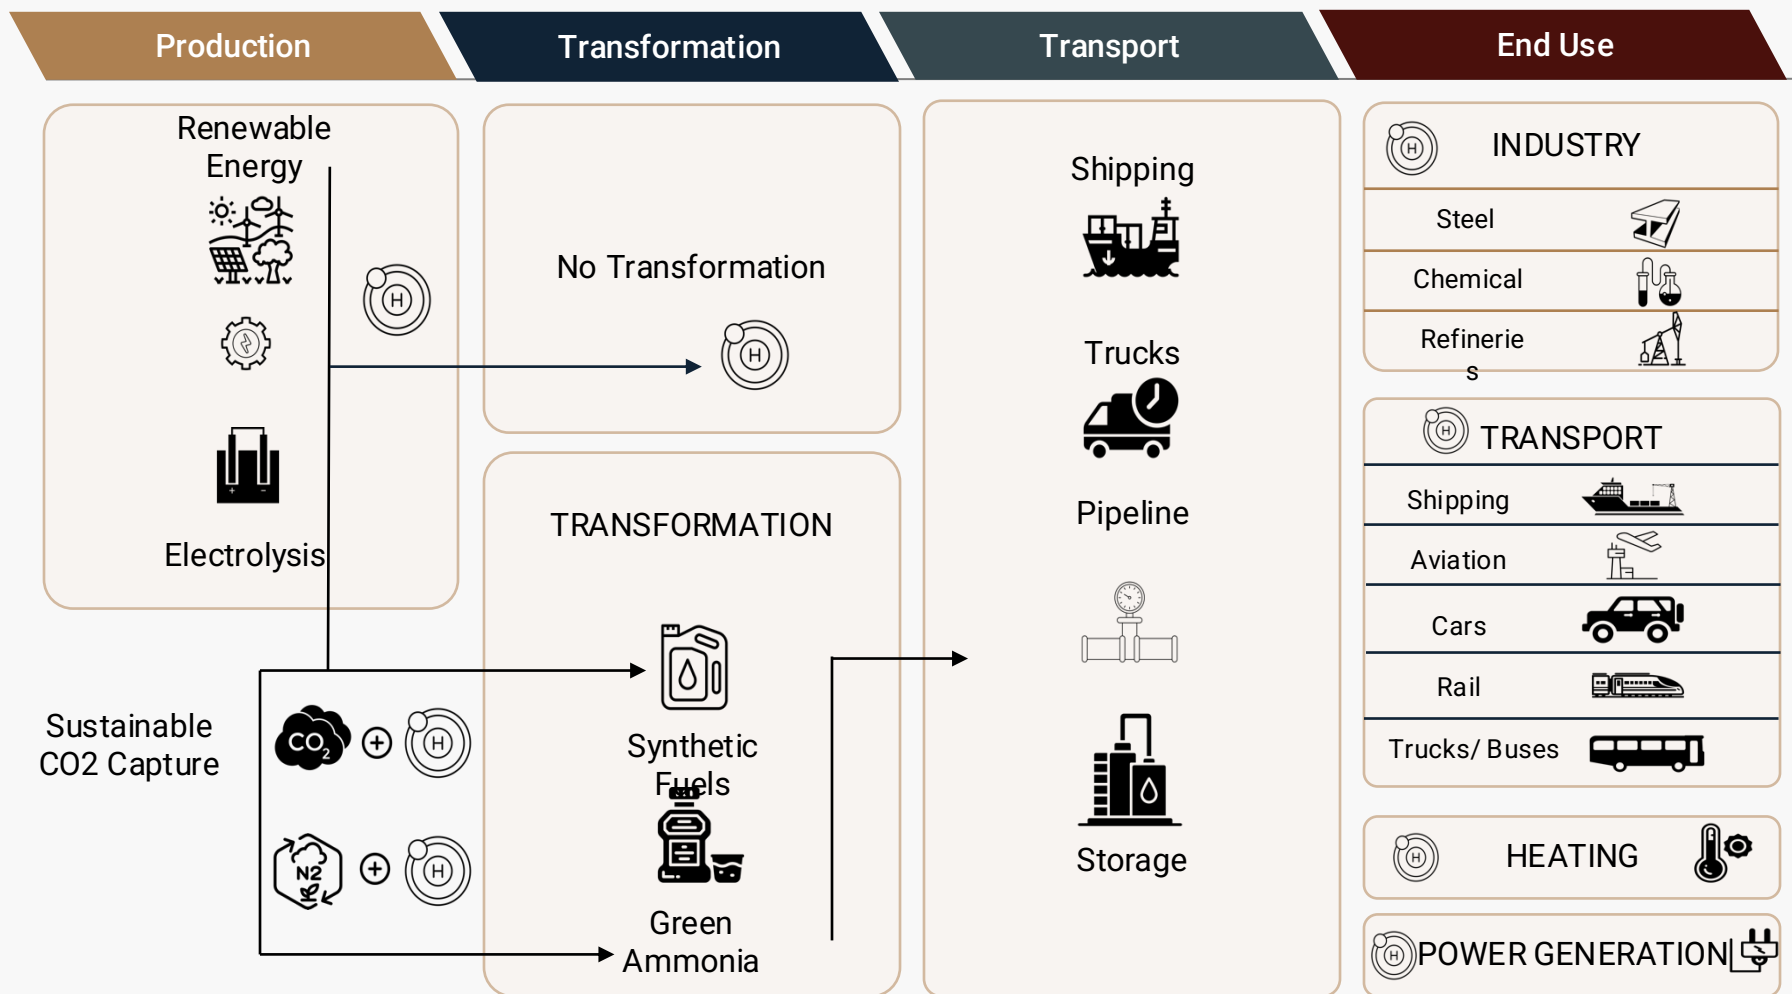 Production
Transformation
Transport
End Use
Renewable
Energy
H
+ −
Electrolysis
No Transformation
H
TRANSFORMATION
Sustainable
CO2 Capture
CO2
+
H
N2
+
H
Synthetic
Fuels
Green
Ammonia
Shipping
Trucks
Pipeline
Storage
H
INDUSTRY
Steel
Chemical
Refinerie
s
H
TRANSPORT
Shipping
Aviation
Cars
Rail
Trucks/ Buses
H
HEATING
H
POWER GENERATION